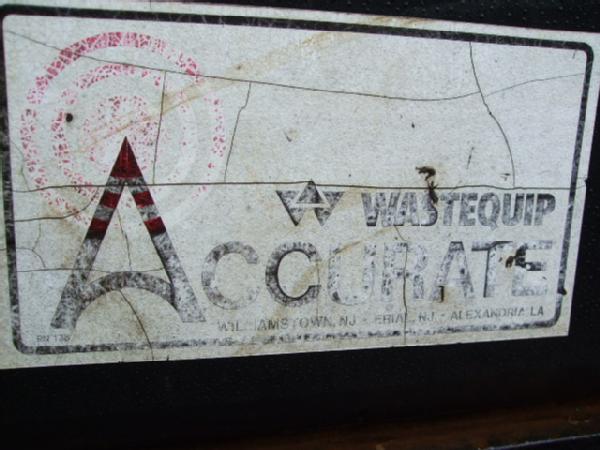 WASTEQUIP
ACCURATE
WILLIAMSTOWN, NJ - ERIAL, NJ - ALEXANDRIA, LA